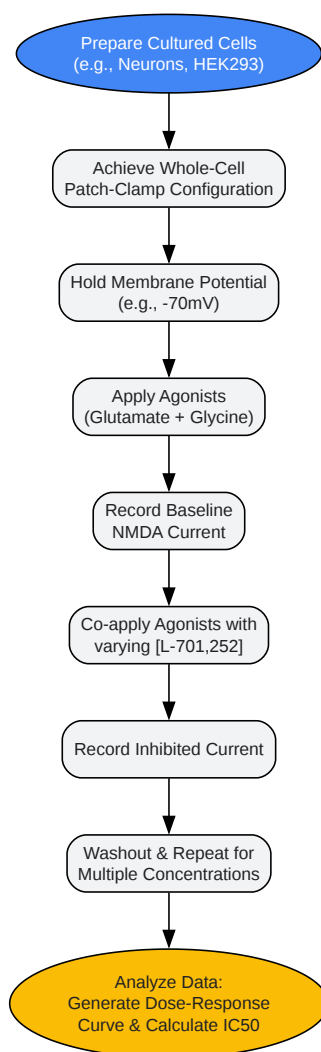 Prepare Cultured Cells
(e.g., Neurons, HEK293)
Achieve Whole-Cell
Patch-Clamp Configuration
Hold Membrane Potential
(e.g., -70mV)
Apply Agonists
(Glutamate + Glycine)
Record Baseline
NMDA Current
Co-apply Agonists with
varying [L-701,252]
Record Inhibited Current
Washout & Repeat for
Multiple Concentrations
Analyze Data:
Generate Dose-Response
Curve & Calculate IC50